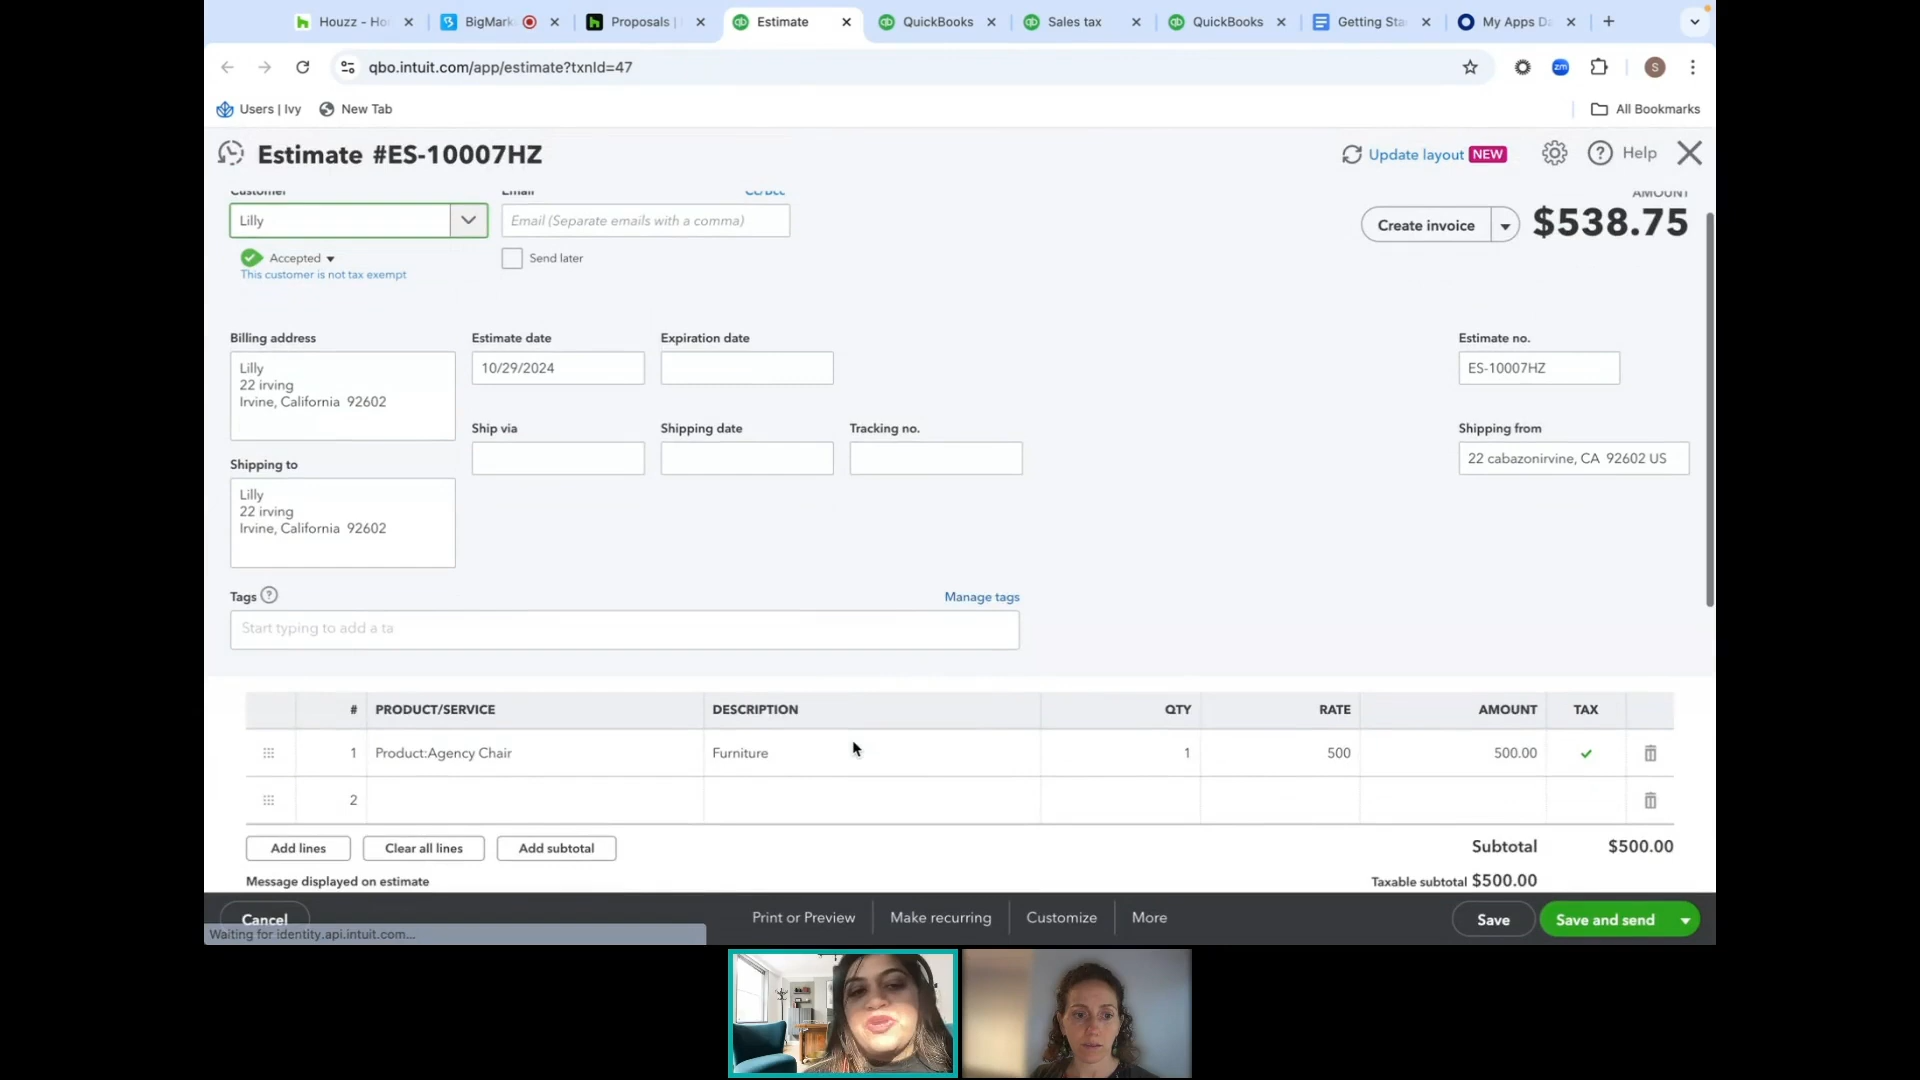 Houzz - Ho
BigMark
Proposals |
Estimate
QuickBooks
Sales tax
QuickBooks
Getting Sta
My Apps D
qbo.intuit.com/app/estimate?txnId=47
zm
S
Users | Ivy
New Tab
All Bookmarks
Estimate #ES-10007HZ
Update layout NEW
Help
Customer
Email
Cc/Bcc
AMOUNT
Lilly
Email (Separate emails with a comma)
Create invoice
$538.75
Accepted
Send later
This customer is not tax exempt
Billing address
Estimate date
Expiration date
Estimate no.
Lilly
22 irving
Irvine, California 92602
10/29/2024
ES-10007HZ
Ship via
Shipping date
Tracking no.
Shipping from
22 cabazonirvine, CA 92602 US
Shipping to
Lilly
22 irving
Irvine, California 92602
Tags
Manage tags
Start typing to add a ta
# PRODUCT/SERVICE DESCRIPTION QTY RATE AMOUNT TAX
1 Product:Agency Chair Furniture 1 500 500.00
2
Add lines
Clear all lines
Add subtotal
Subtotal $500.00
Message displayed on estimate
Taxable subtotal $500.00
Cancel
Print or Preview
Make recurring
Customize
More
Save
Save and send
Waiting for identity.api.intuit.com...